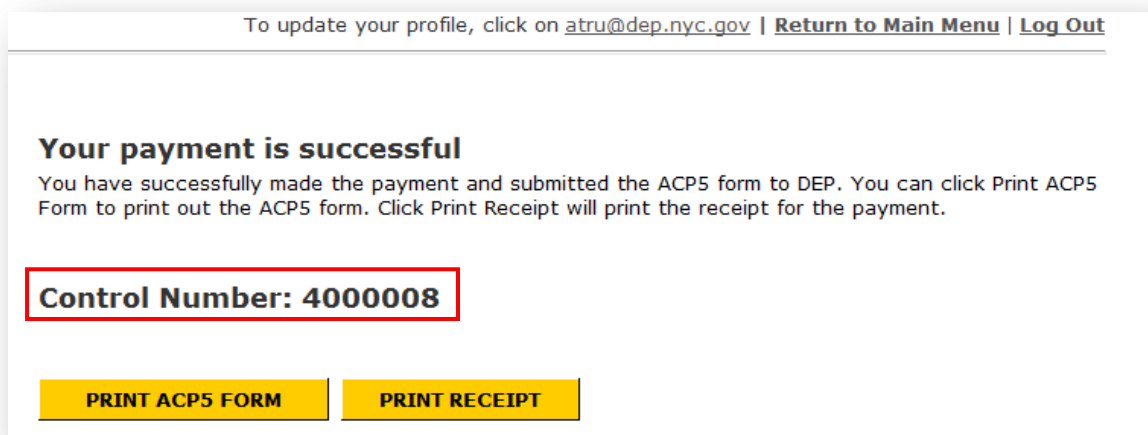 To update your profile, click on atru@dep.nyc.gov | Return to Main Menu | Log Out
Your payment is successful
You have successfully made the payment and submitted the ACP5 form to DEP. You can click Print ACP5
Form to print out the ACP5 form. Click Print Receipt will print the receipt for the payment.
Control Number: 4000008
PRINT ACP5 FORM PRINT RECEIPT